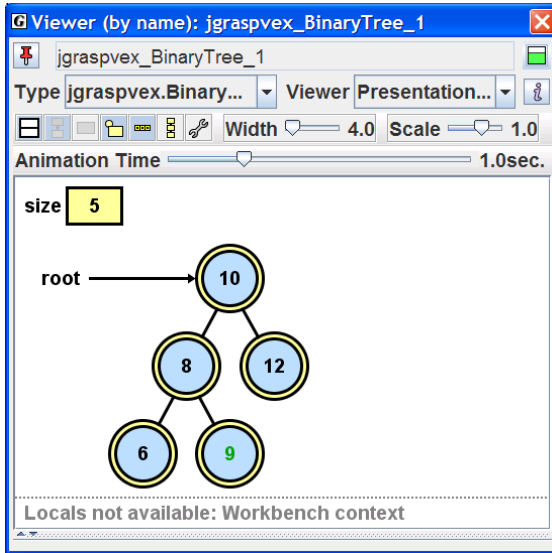 Viewer (by name): jgraspvex_BinaryTree_1
jgraspvex_BinaryTree_1
Type jgraspvex.Binary... Viewer Presentation... i
Width 4.0 Scale 1.0
Animation Time 1.0sec.
size 5
root 10
8 12
6 9
Locals not available: Workbench context